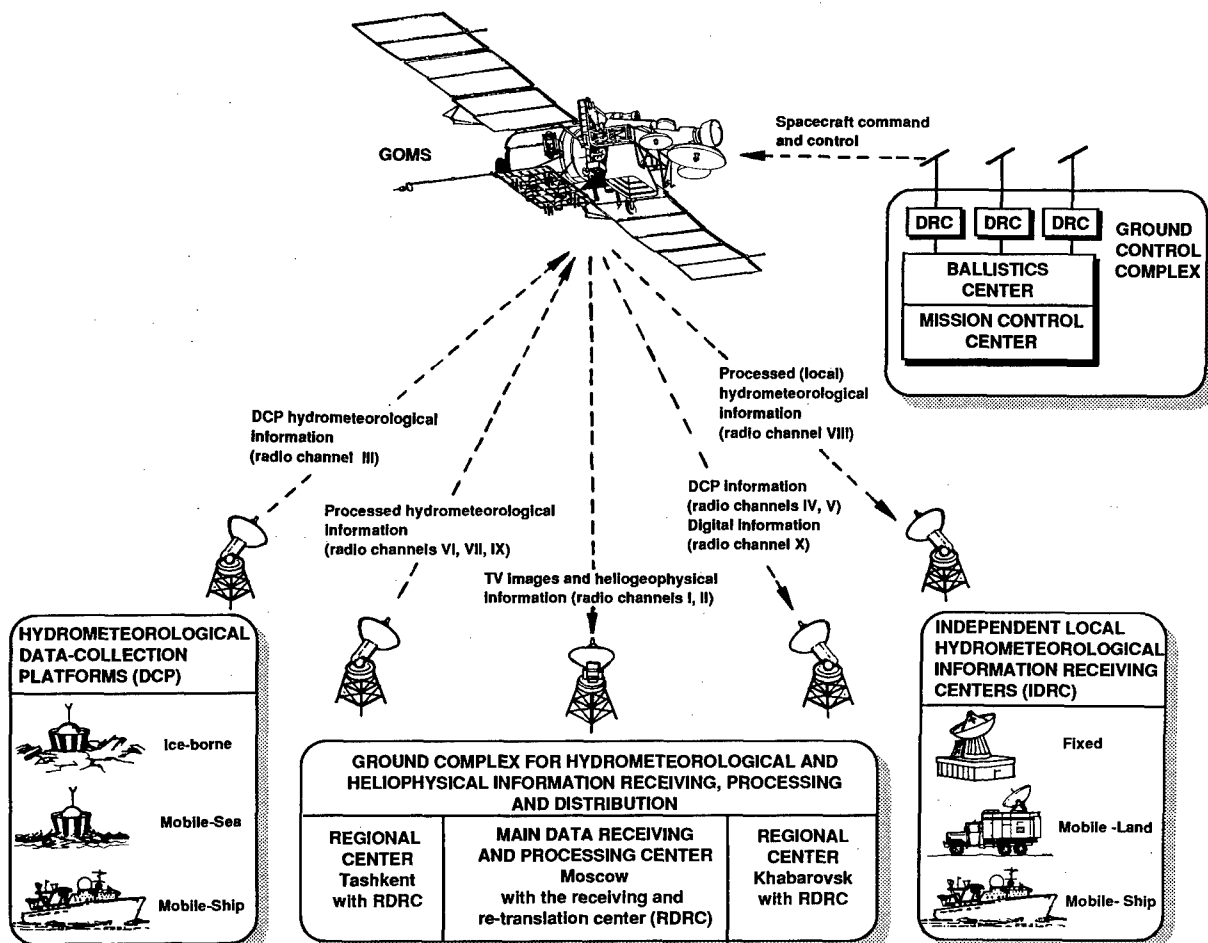 GOMS
Spacecraft command
and control
DRC
DRC
DRC
GROUND
CONTROL
COMPLEX
BALLISTICS
CENTER
MISSION CONTROL
CENTER
Processed (local)
hydrometeorological
information
(radio channel VIII)
DCP hydrometeorological
information
(radio channel III)
Processed hydrometeorological
information
(radio channels VI, VII, IX)
DCP information
(radio channels IV, V)
Digital information
(radio channel X)
TV images and heliogeophysical
information (radio channels I, II)
HYDROMETEOROLOGICAL
DATA-COLLECTION
PLATFORMS (DCP)
Ice-borne
Mobile-Sea
Mobile-Ship
GROUND COMPLEX FOR HYDROMETEOROLOGICAL AND
HELIOPHYSICAL INFORMATION RECEIVING, PROCESSING
AND DISTRIBUTION
REGIONAL
CENTER
Tashkent
with RDRC
MAIN DATA RECEIVING
AND PROCESSING CENTER
Moscow
with the receiving and
re-translation center (RDRC)
REGIONAL
CENTER
Khabarovsk
with RDRC
INDEPENDENT LOCAL
HYDROMETEOROLOGICAL
INFORMATION RECEIVING
CENTERS (IDRC)
Fixed
Mobile -Land
Mobile- Ship